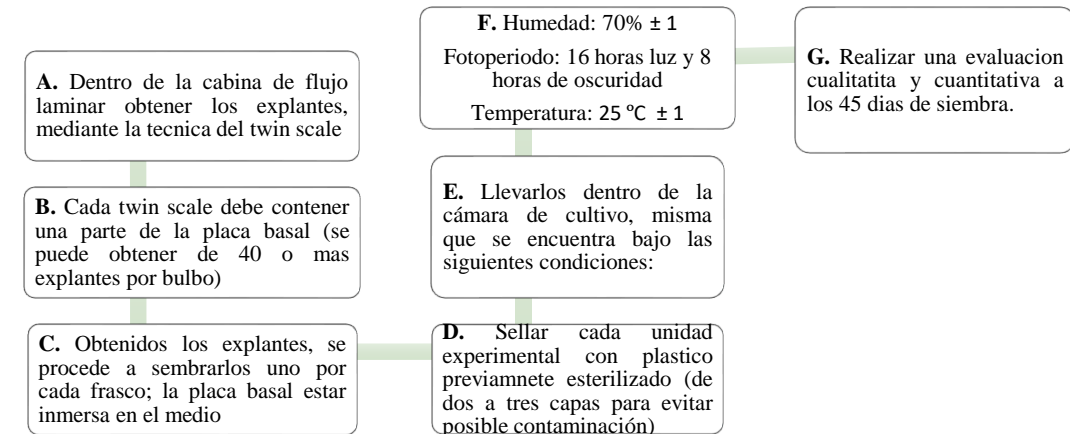 A. Dentro de la cabina de flujo
laminar obtener los explantes,
mediante la tecnica del twin scale
B. Cada twin scale debe contener
una parte de la placa basal (se
puede obtener de 40 o mas
explantes por bulbo)
C. Obtenidos los explantes, se
procede a sembrarlos uno por
cada frasco; la placa basal estar
inmersa en el medio
D. Sellar cada unidad
experimental con plastico
previamnete esterilizado (de
dos a tres capas para evitar
posible contaminación)
E. Llevarlos dentro de la
cámara de cultivo, misma
que se encuentra bajo las
siguientes condiciones:
F. Humedad: 70% ± 1
Fotoperiodo: 16 horas luz y 8
horas de oscuridad
Temperatura: 25 °C ± 1
G. Realizar una evaluacion
cualitatita y cuantitativa a
los 45 dias de siembra.